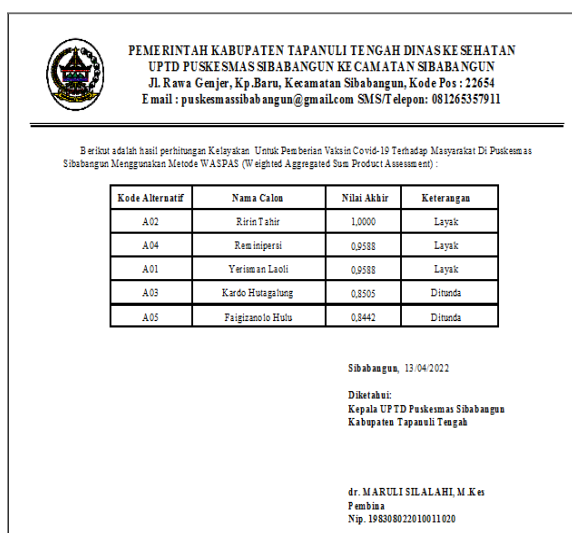 PEMERINTAH KABUPATEN TAPANULI TENGAH DINAS KESEHATAN
UPTD PUSKESMAS SIBABANGUN KECAMATAN SIBABANGUN
Jl. Rawa Genjer, Kp.Baru, Kecamatan Sibabangun, Kode Pos : 22654
Email : puskesmassibabangun@gmail.com SMS/Telepon: 081265357911
Berikut adalah hasil perhitungan Kelayakan Untuk Pemberian Vaksin Covid-19 Terhadap Masyarakat Di Puskesmas
Sibabangun Menggunakan Metode WASPAS (Weighted Aggregated Sum Product Assessment) :
Kode Alternatif Nama Calon Nilai Akhir Keterangan
A02 Ririn Tahir 1,0000 Layak
A04 Reminipersi 0,9588 Layak
A01 Yerisman Laoli 0,9588 Layak
A03 Kardo Hutagalung 0,8505 Ditunda
A05 Faigizanolo Hulu 0,8442 Ditunda
Sibabangun, 13/04/2022
Diketahui:
Kepala UPTD Puskesmas Sibabangun
Kabupaten Tapanuli Tengah
dr. MARULI SILALAHI, M.Kes
Pembina
Nip. 198308022010011020